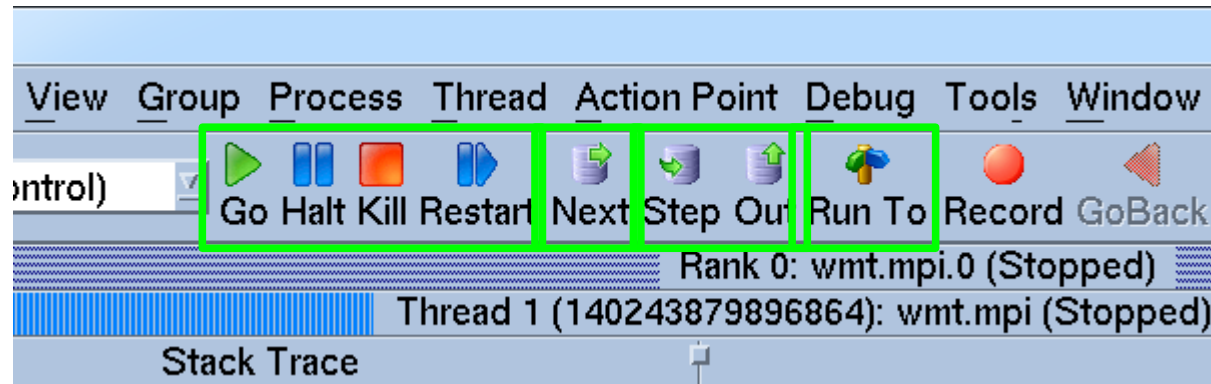 View Group Process Thread Action Point Debug Tools Window
ontrol) Go Halt Kill Restart Next Step Out Run To Record GoBack
Rank 0: wmt.mpi.0 (Stopped)
Thread 1 (140243879896864): wmt.mpi (Stopped)
Stack Trace